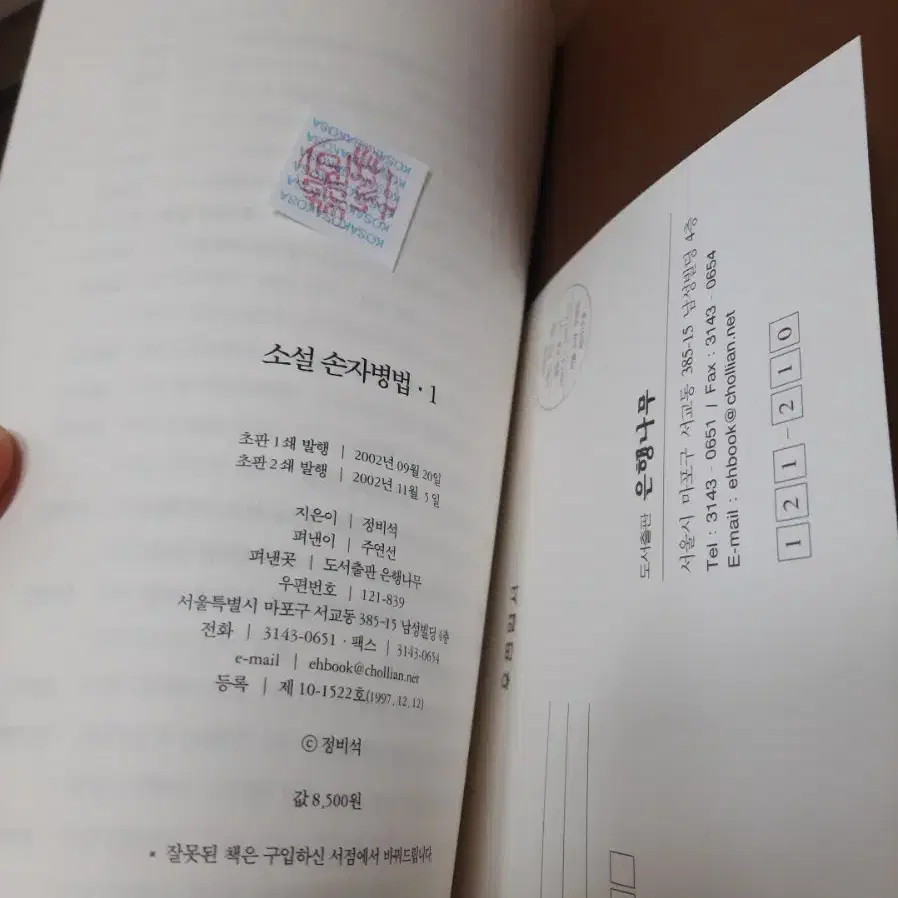 KOSAKOSA
소설 손자병법·1
초판 1쇄 발행 | 2002년 09월 20일
초판 2쇄 발행 | 2002년 11월 5일
지은이 | 정비석
펴낸이 | 주연선
펴낸곳 | 도서출판 은행나무
우편번호 | 121-839
서울특별시 마포구 서교동 385-15 남성빌딩 4층
전화 | 3143-0651 · 팩스 | 3143-0654
e-mail | ehbook@chollian.net
등록 | 제 10-1522호(1997. 12. 12)
ⓒ 정비석
값 8,500원
* 잘못된 책은 구입하신 서점에서 바꿔드립니다
도서출판 은행나무
서울시 마포구 서교동 385-15 남성빌딩 4층
Tel : 3143 - 0651 / Fax : 3143 - 0654
E-mail : ehbook@chollian.net
121-210
우편엽서